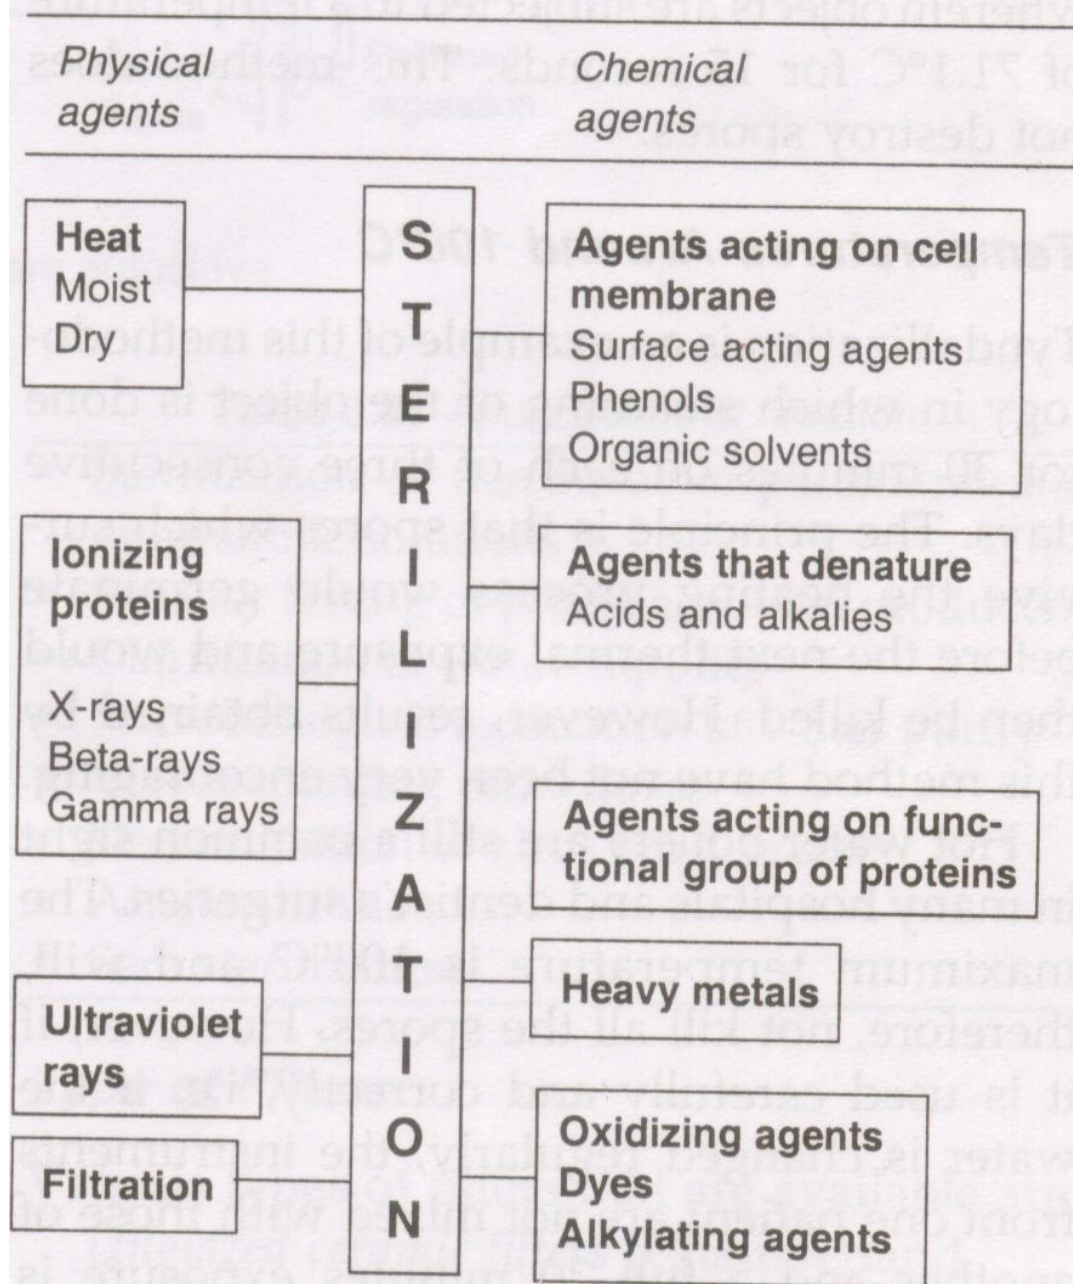 Physical
agents
Chemical
agents
Heat
Moist
Dry
Ionizing
proteins
X-rays
Beta-rays
Gamma rays
Ultraviolet
rays
Filtration
S
T
E
R
I
L
I
Z
A
T
I
O
N
Agents acting on cell
membrane
Surface acting agents
Phenols
Organic solvents
Agents that denature
Acids and alkalies
Agents acting on func-
tional group of proteins
Heavy metals
Oxidizing agents
Dyes
Alkylating agents